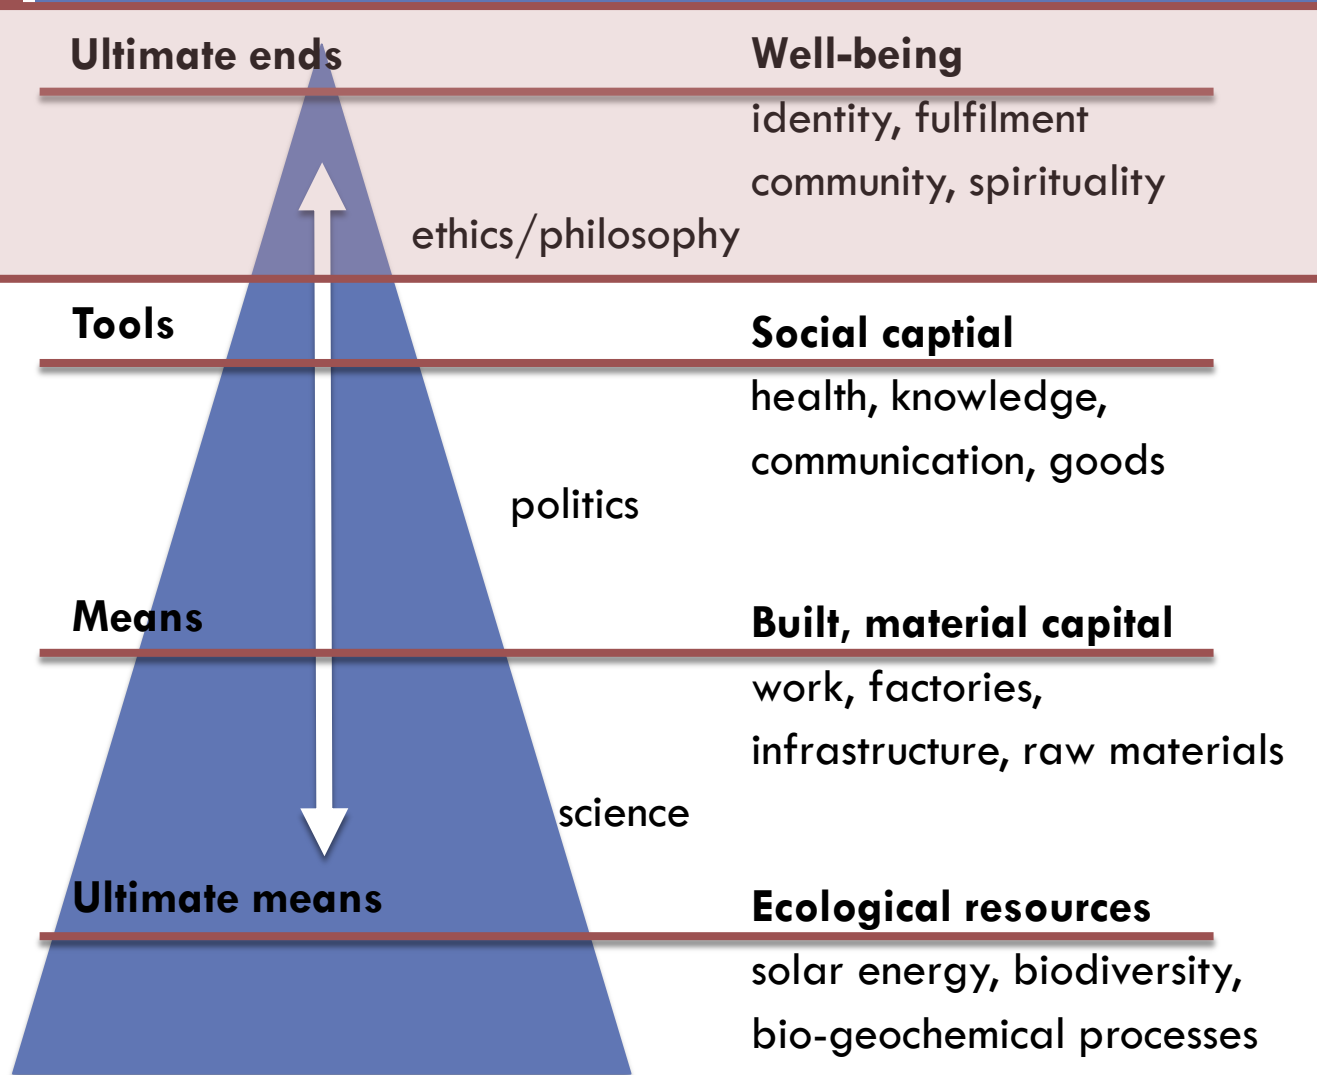 Ultimate ends
Well-being
identity, fulfilment
community, spirituality
ethics/philosophy
Tools
Social captial
health, knowledge,
communication, goods
politics
Means
Built, material capital
work, factories,
infrastructure, raw materials
science
Ultimate means
Ecological resources
solar energy, biodiversity,
bio-geochemical processes